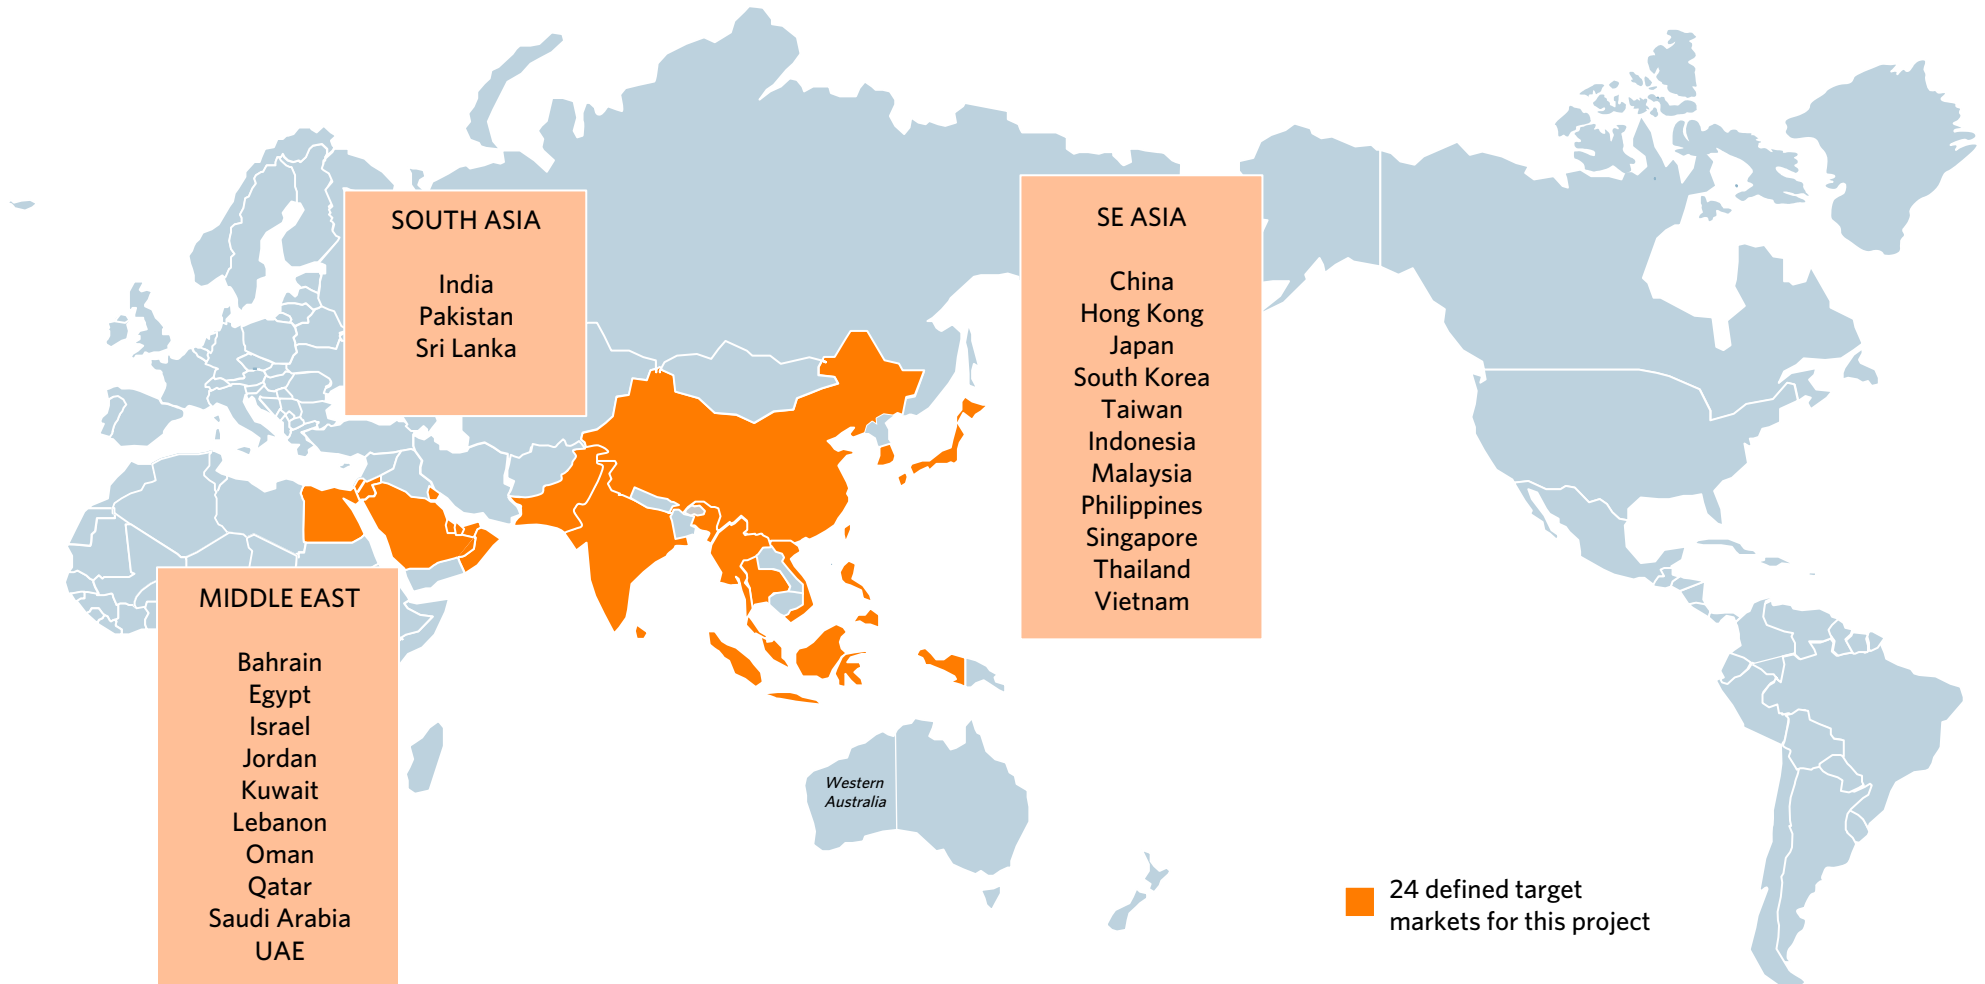 SOUTH ASIA
India
Pakistan
Sri Lanka
SE ASIA
China
Hong Kong
Japan
South Korea
Taiwan
Indonesia
Malaysia
Philippines
Singapore
Thailand
Vietnam
MIDDLE EAST
Bahrain
Egypt
Israel
Jordan
Kuwait
Lebanon
Oman
Qatar
Saudi Arabia
UAE
Western
Australia
24 defined target
markets for this project